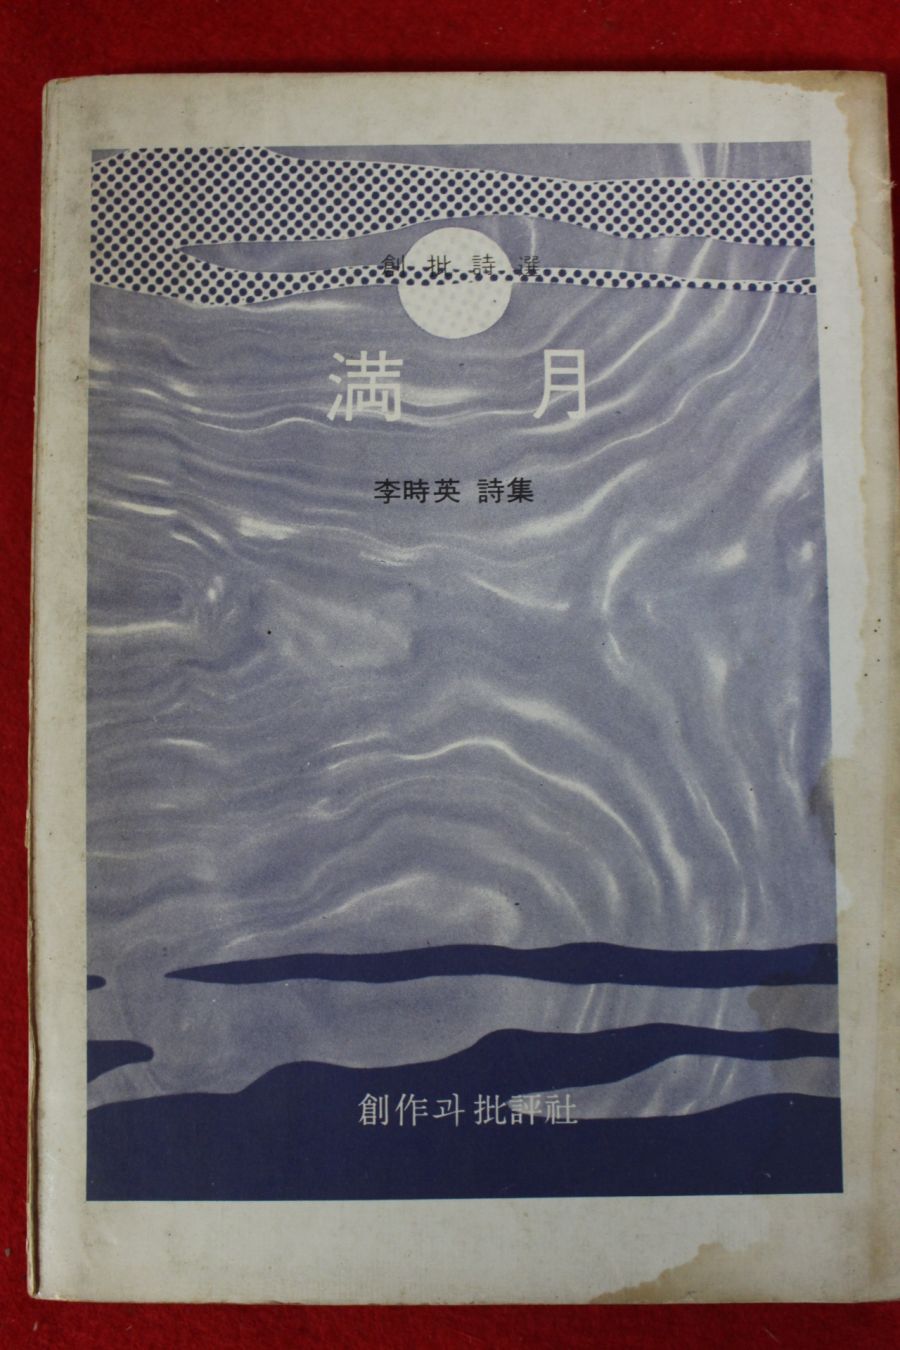 創批詩選
満月
李時英 詩集
創作과批評社